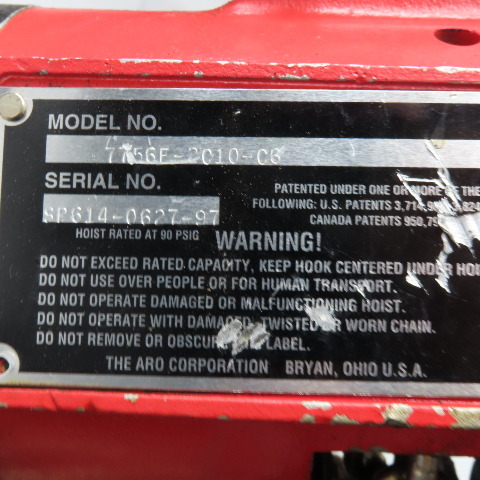 MODEL NO.
7756E-2C10-C6
SERIAL NO.
SP614-0627-97
PATENTED UNDER ONE OR MORE OF THE
FOLLOWING: U.S. PATENTS 3,714,
CANADA PATENTS
HOIST RATED AT 90 PSIG
WARNING!
DO NOT EXCEED RATED CAPACITY, KEEP HOOK CENTERED UNDER
DO NOT USE OVER PEOPLE OR FOR HUMAN TRANSPORT.
DO NOT OPERATE DAMAGED OR MALFUNCTIONING HOIST.
DO NOT OPERATE WITH DAMAGED, TWISTED OR WORN CHAIN.
DO NOT REMOVE OR OBSCURE LABEL.
THE ARO CORPORATION BRYAN, OHIO U.S.A.